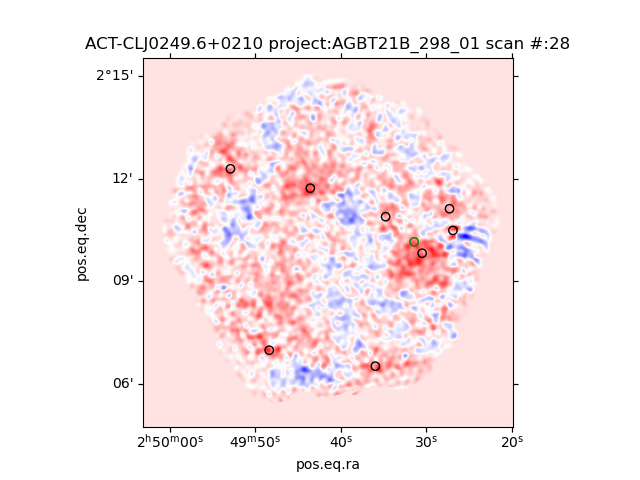 ACT-CLJ0249.6+0210 project:AGBT21B_298_01 scan #:28
2°15'
12'
09'
06'
pos.eq.dec
2h50m00s 49m50s 40s 30s 20s
pos.eq.ra